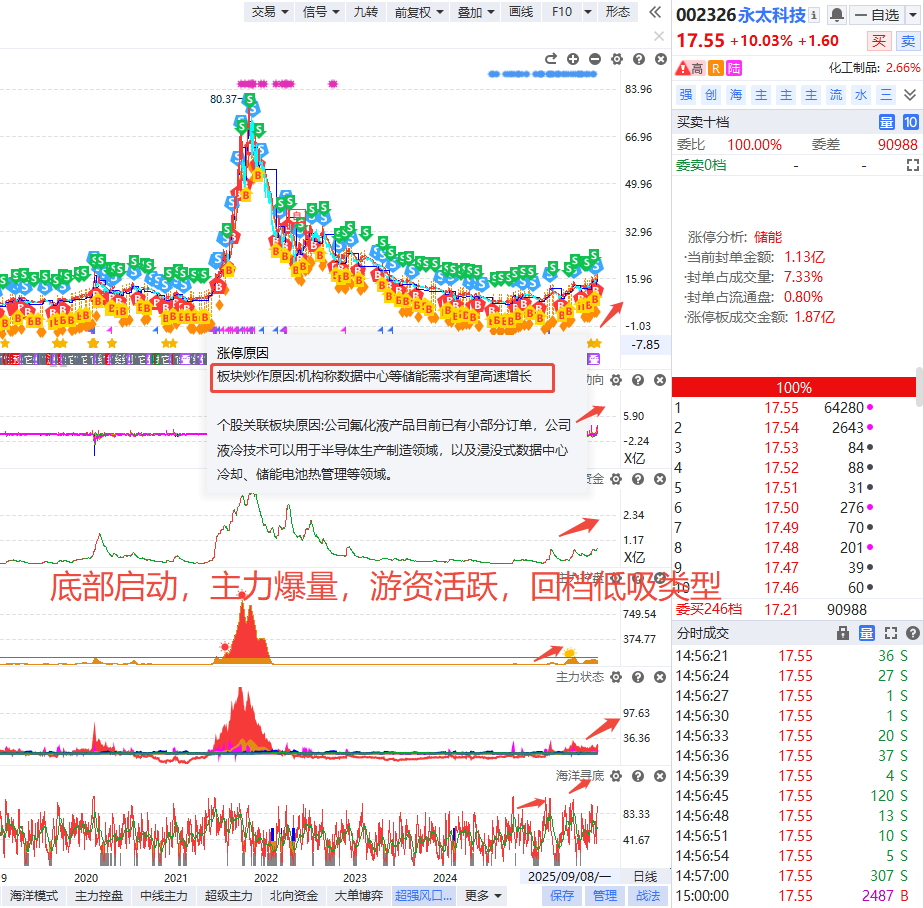 交易 信号 九转 前复权 叠加 画线 F10 形态
80.37
83.96
66.96
49.96
32.96
15.96
-1.03
-7.85
涨停原因
板块炒作原因:机构称数据中心等储能需求有望高速增长
个股关联板块原因:公司氟化液产品目前已有小部分订单，公司
液冷技术可以用于半导体生产制造领域，以及浸没式数据中心
冷却、储能电池热管理等领域。
动向
5.90
-2.24
X亿
资金
2.34
1.17
X亿
底部启动，主力爆量，游资活跃，回档低吸类型
749.54
374.77
主力状态
97.63
36.36
海洋寻底
83.33
41.67
9 2020 2021 2022 2023 2024 2025/09/08/一 日线
海洋模式 主力控盘 中线主力 超级主力 北向资金 大单博弈 超强风口... 更多 保存 管理 战法
002326 永太科技 自选
17.55 +10.03% +1.60 买 卖
高 R 陆 化工制品: 2.66%
强 创 海 主 主 主 流 水 三
买卖十档 量 10
委比 100.00% 委差 90988
委卖0档 - -
涨停分析: 储能
·当前封单金额: 1.13亿
·封单占成交量: 7.33%
·封单占流通盘: 0.80%
·涨停板成交金额: 1.87亿
100%
1 17.55 64280
2 17.54 2643
3 17.53 84
4 17.52 88
5 17.51 31
6 17.50 276
7 17.49 70
8 17.48 201
9 17.47 39
10 17.46 60
委买246档 17.21 90988
分时成交 量
14:56:21 17.55 36 S
14:56:24 17.55 27 S
14:56:27 17.55 1 S
14:56:30 17.55 1 S
14:56:33 17.55 20 S
14:56:36 17.55 37 S
14:56:39 17.55 4 S
14:56:45 17.55 120 S
14:56:48 17.55 13 S
14:56:51 17.55 10 S
14:56:54 17.55 5 S
14:57:00 17.55 307 S
15:00:00 17.55 2487 B